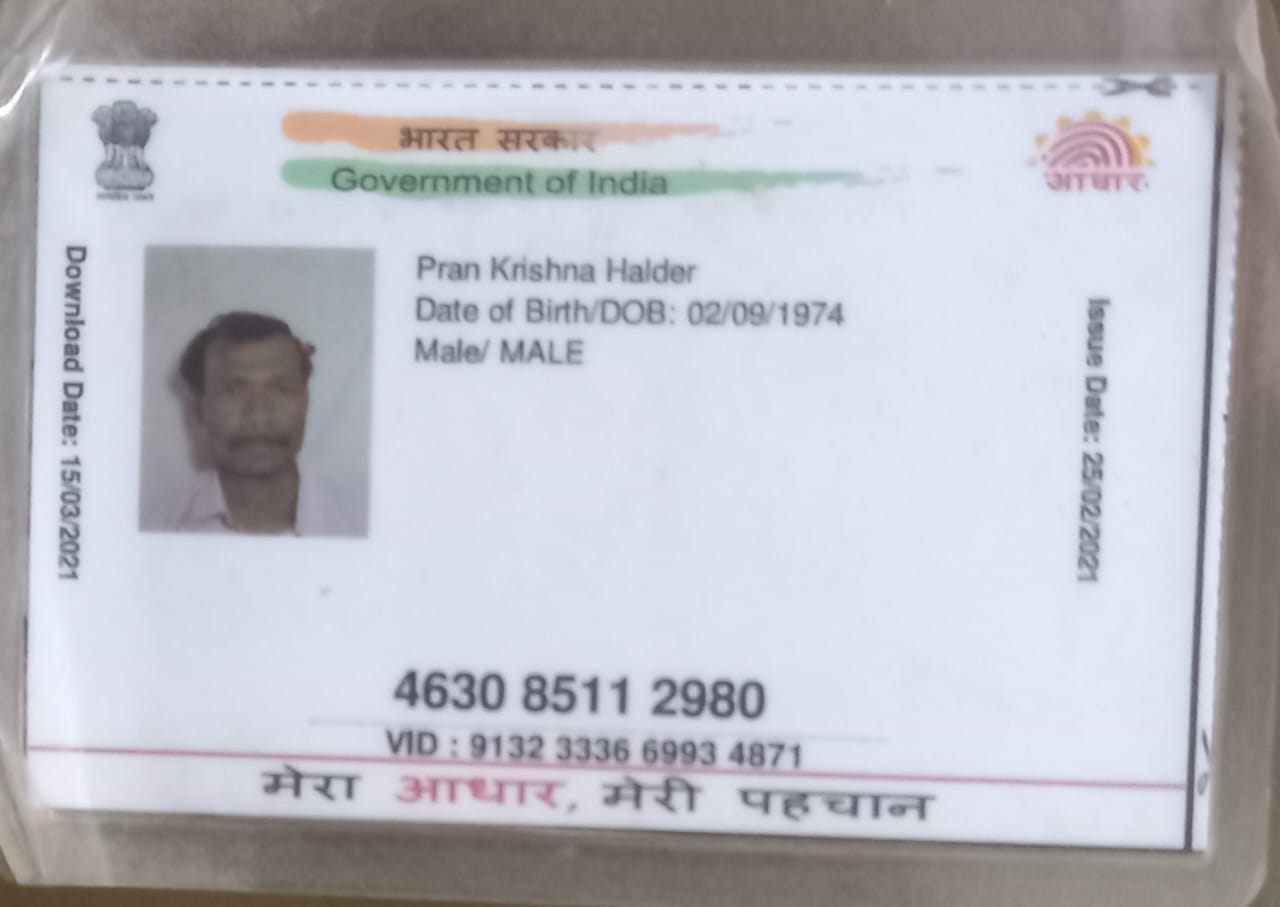 भारत सरकार
Government of India
आधार
Download Date: 15/03/2021
Pran Krishna Halder
Date of Birth/DOB: 02/09/1974
Male/ MALE
Issue Date: 25/02/2021
4630 8511 2980
VID : 9132 3336 6993 4871
मेरा आधार, मेरी पहचान